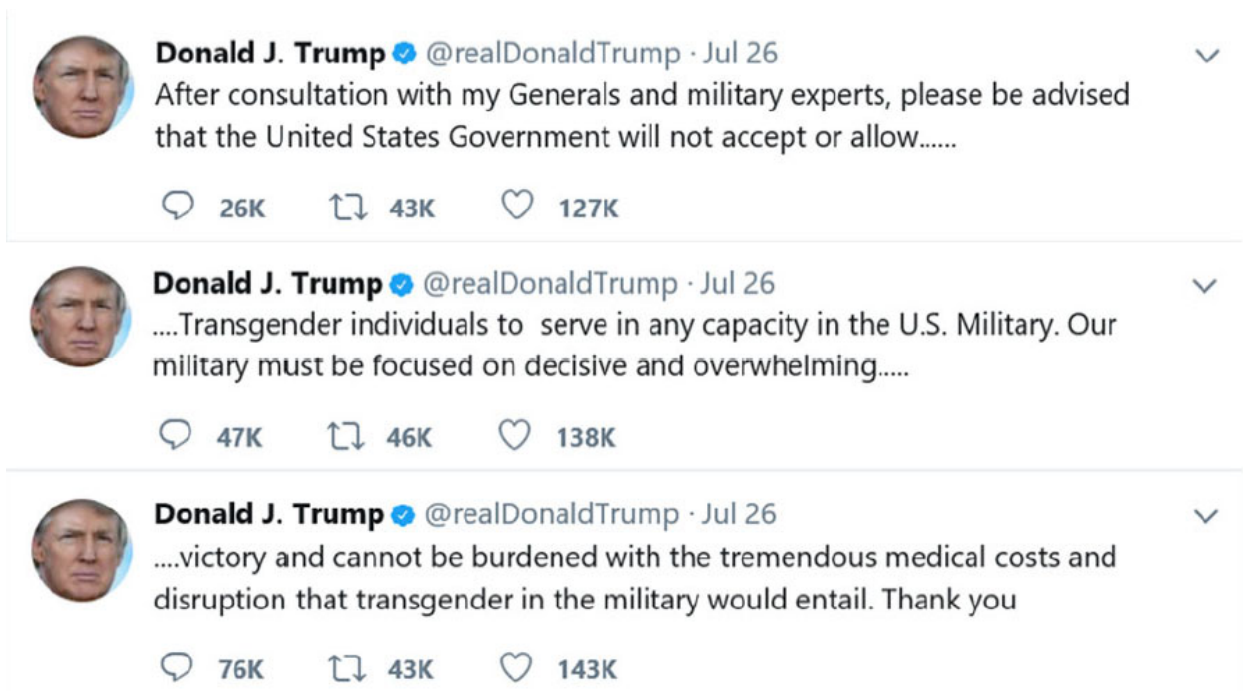 Donald J. Trump @realDonaldTrump · Jul 26
After consultation with my Generals and military experts, please be advised
that the United States Government will not accept or allow......
26K 43K 127K
Donald J. Trump @realDonaldTrump · Jul 26
....Transgender individuals to serve in any capacity in the U.S. Military. Our
military must be focused on decisive and overwhelming.....
47K 46K 138K
Donald J. Trump @realDonaldTrump · Jul 26
....victory and cannot be burdened with the tremendous medical costs and
disruption that transgender in the military would entail. Thank you
76K 43K 143K